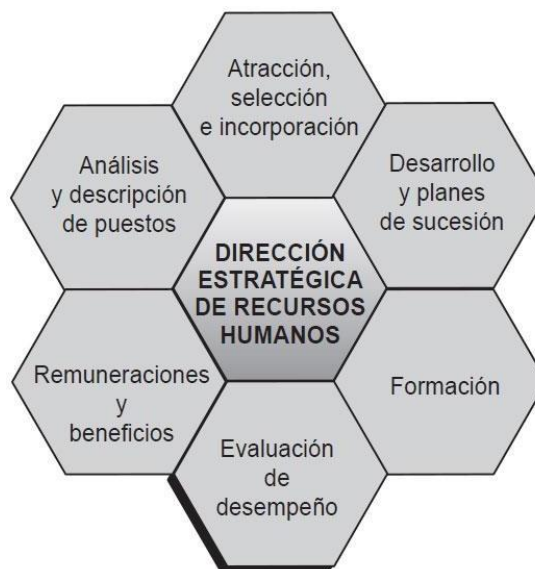 Atracción,
selección
e incorporación
Análisis
y descripción
de puestos
Desarrollo
y planes
de sucesión
DIRECCIÓN
ESTRATÉGICA
DE RECURSOS
HUMANOS
Remuneraciones
y
beneficios
Formación
Evaluación
de
desempeño